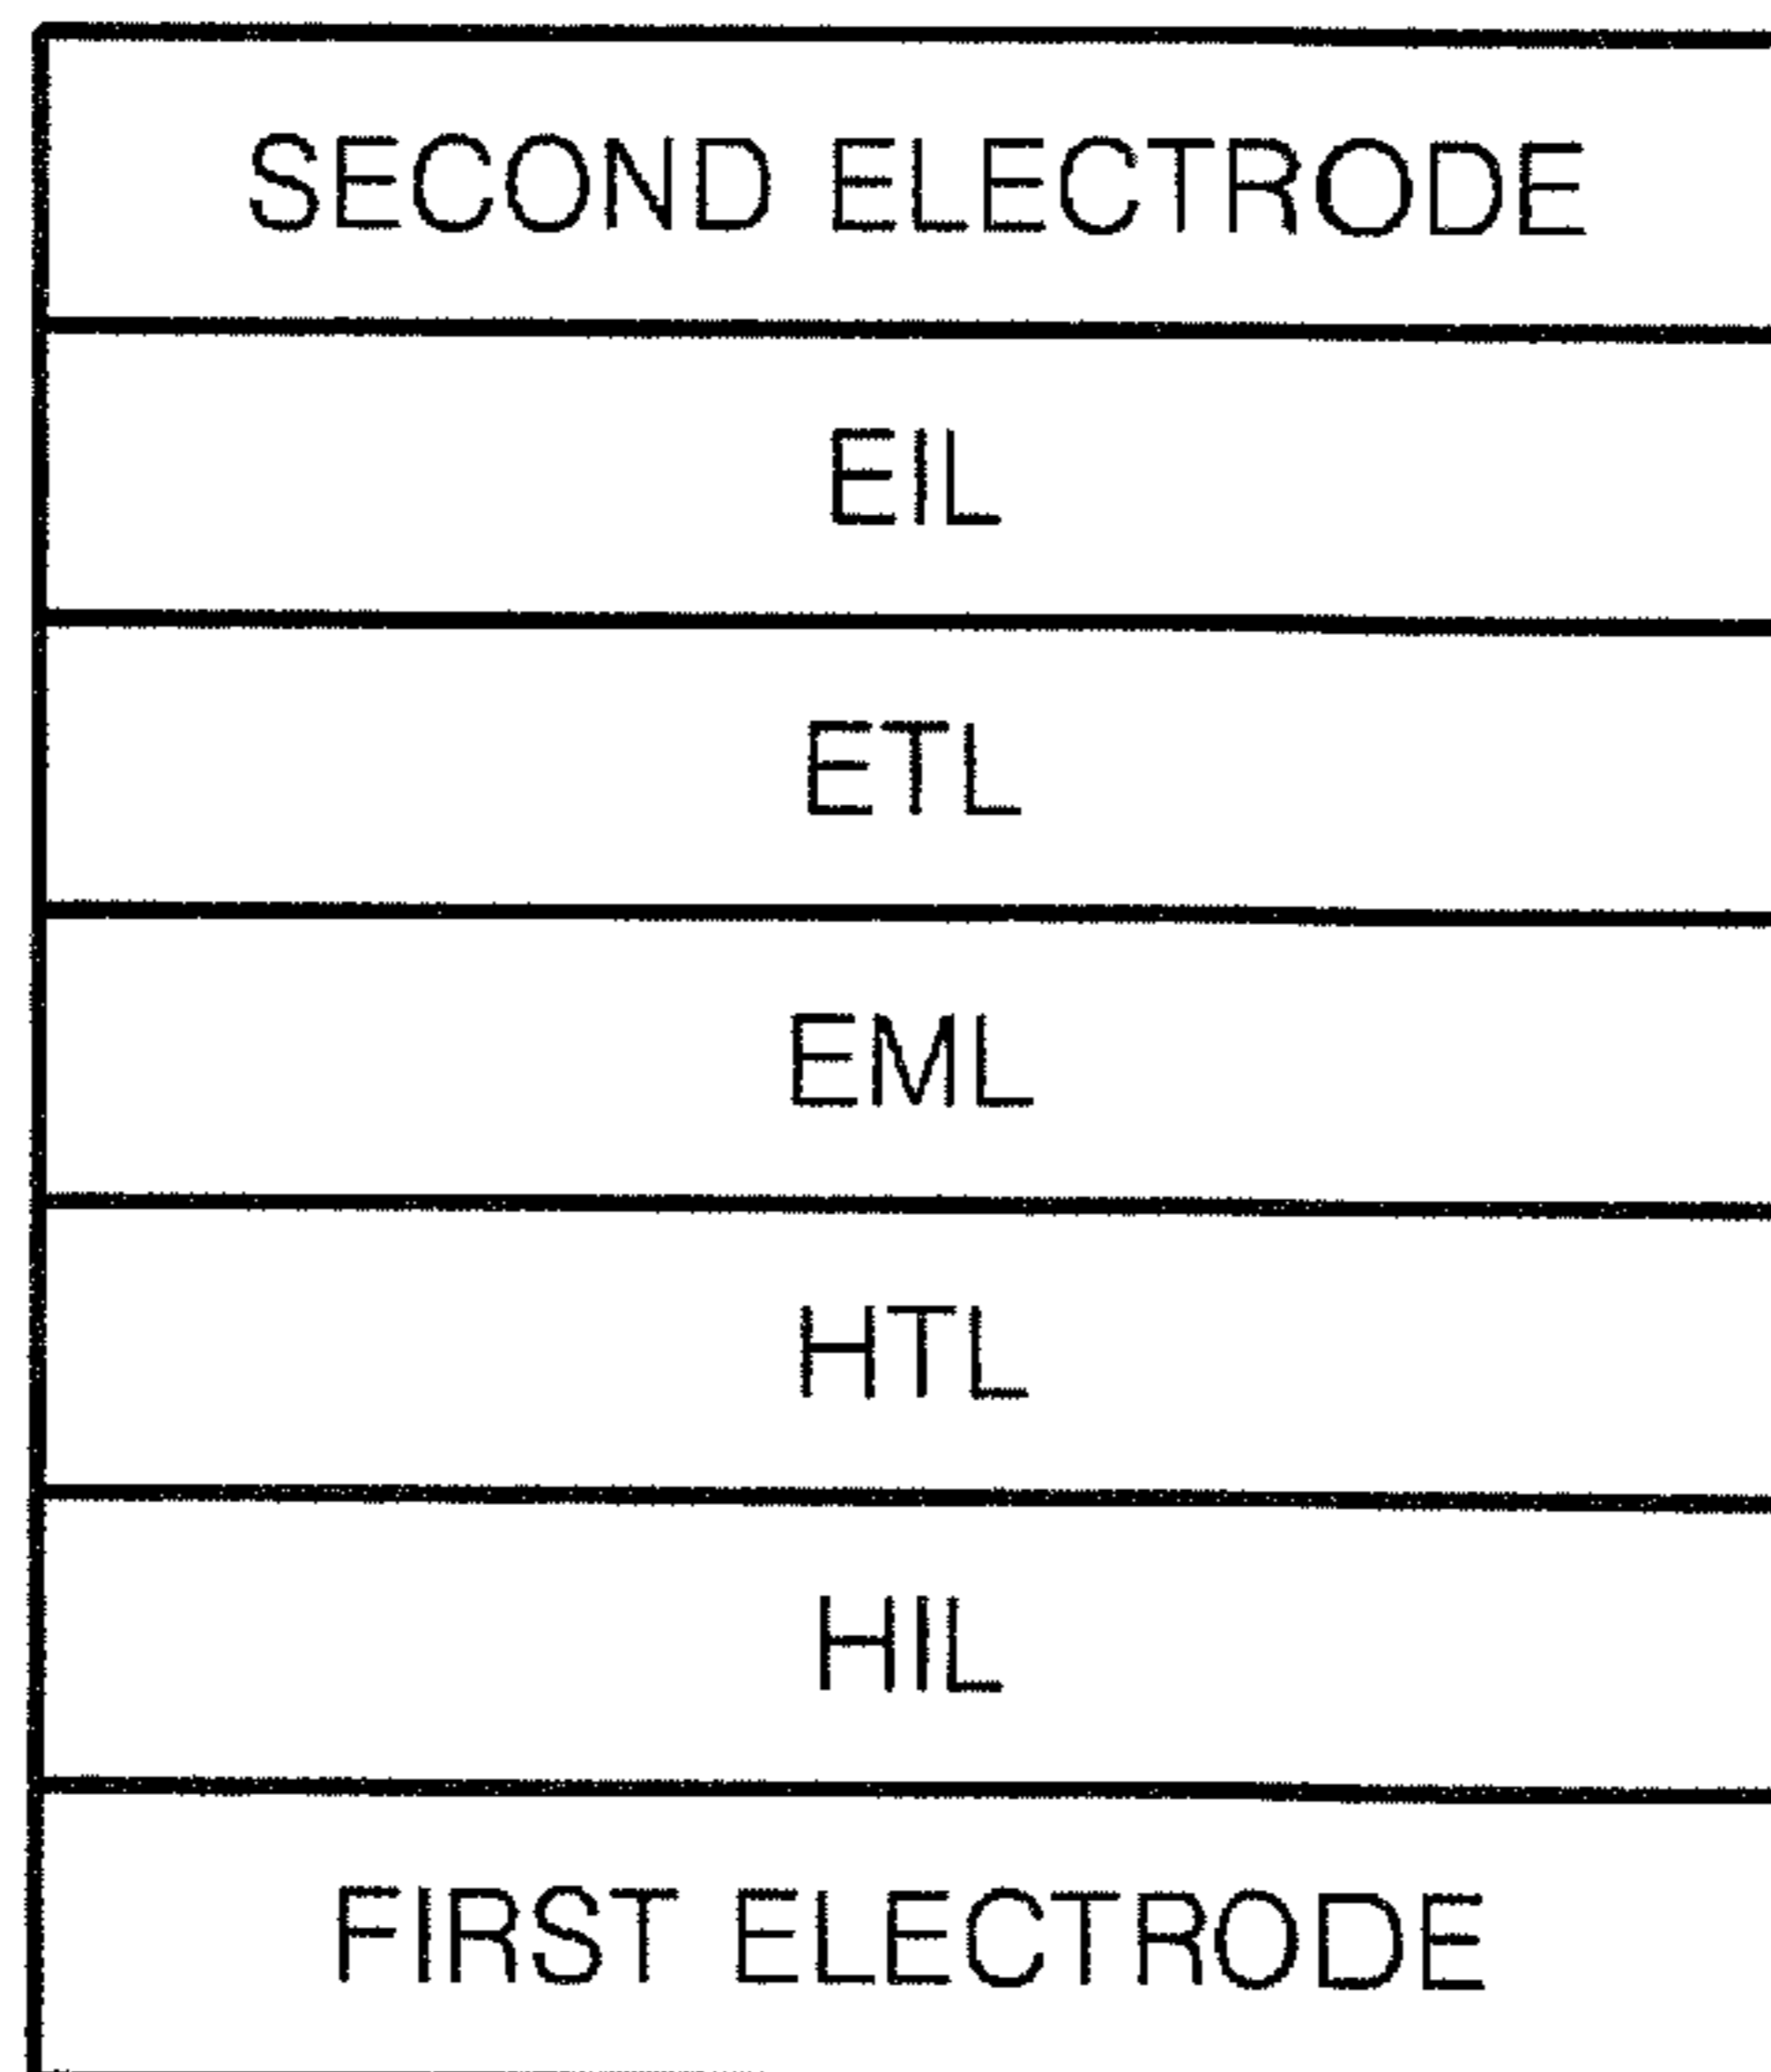 SECOND ELECTRODE
EIL
ETL
EML
HTL
HIL
FIRST ELECTRODE